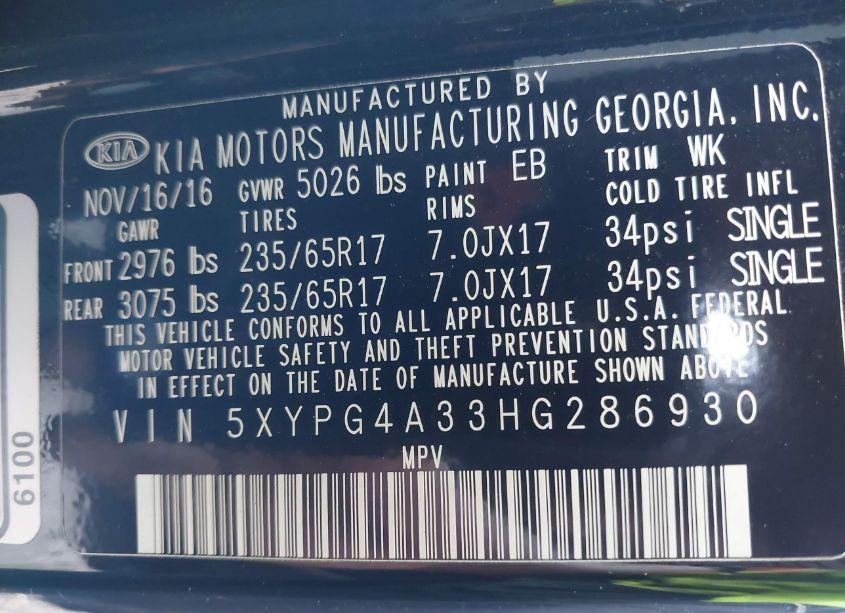 MANUFACTURED BY
KIA KIA MOTORS MANUFACTURING GEORGIA, INC.
NOV/16/16 GVWR 5026 lbs PAINT EB TRIM WK
GAWR TIRES RIMS COLD TIRE INFL
FRONT 2976 lbs 235/65R17 7.0JX17 34psi SINGLE
REAR 3075 lbs 235/65R17 7.0JX17 34psi SINGLE
THIS VEHICLE CONFORMS TO ALL APPLICABLE U.S.A. FEDERAL
MOTOR VEHICLE SAFETY AND THEFT PREVENTION STANDARDS
IN EFFECT ON THE DATE OF MANUFACTURE SHOWN ABOVE
VIN 5XYPG4A33HG286930
MPV
6100